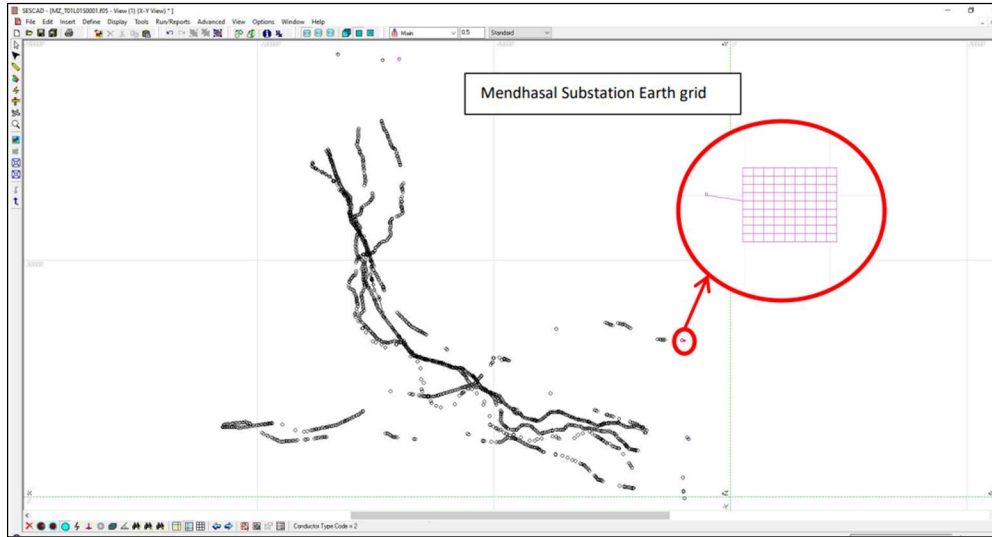 SESCAD - [MZ_T01L01S0001.f05 - View (1) (X-Y View) * ]
File Edit Insert Define Display Tools Run/Reports Advanced View Options Window Help
Main 0.5 Standard
Mendhasal Substation Earth grid
Conductor Type Code = 2